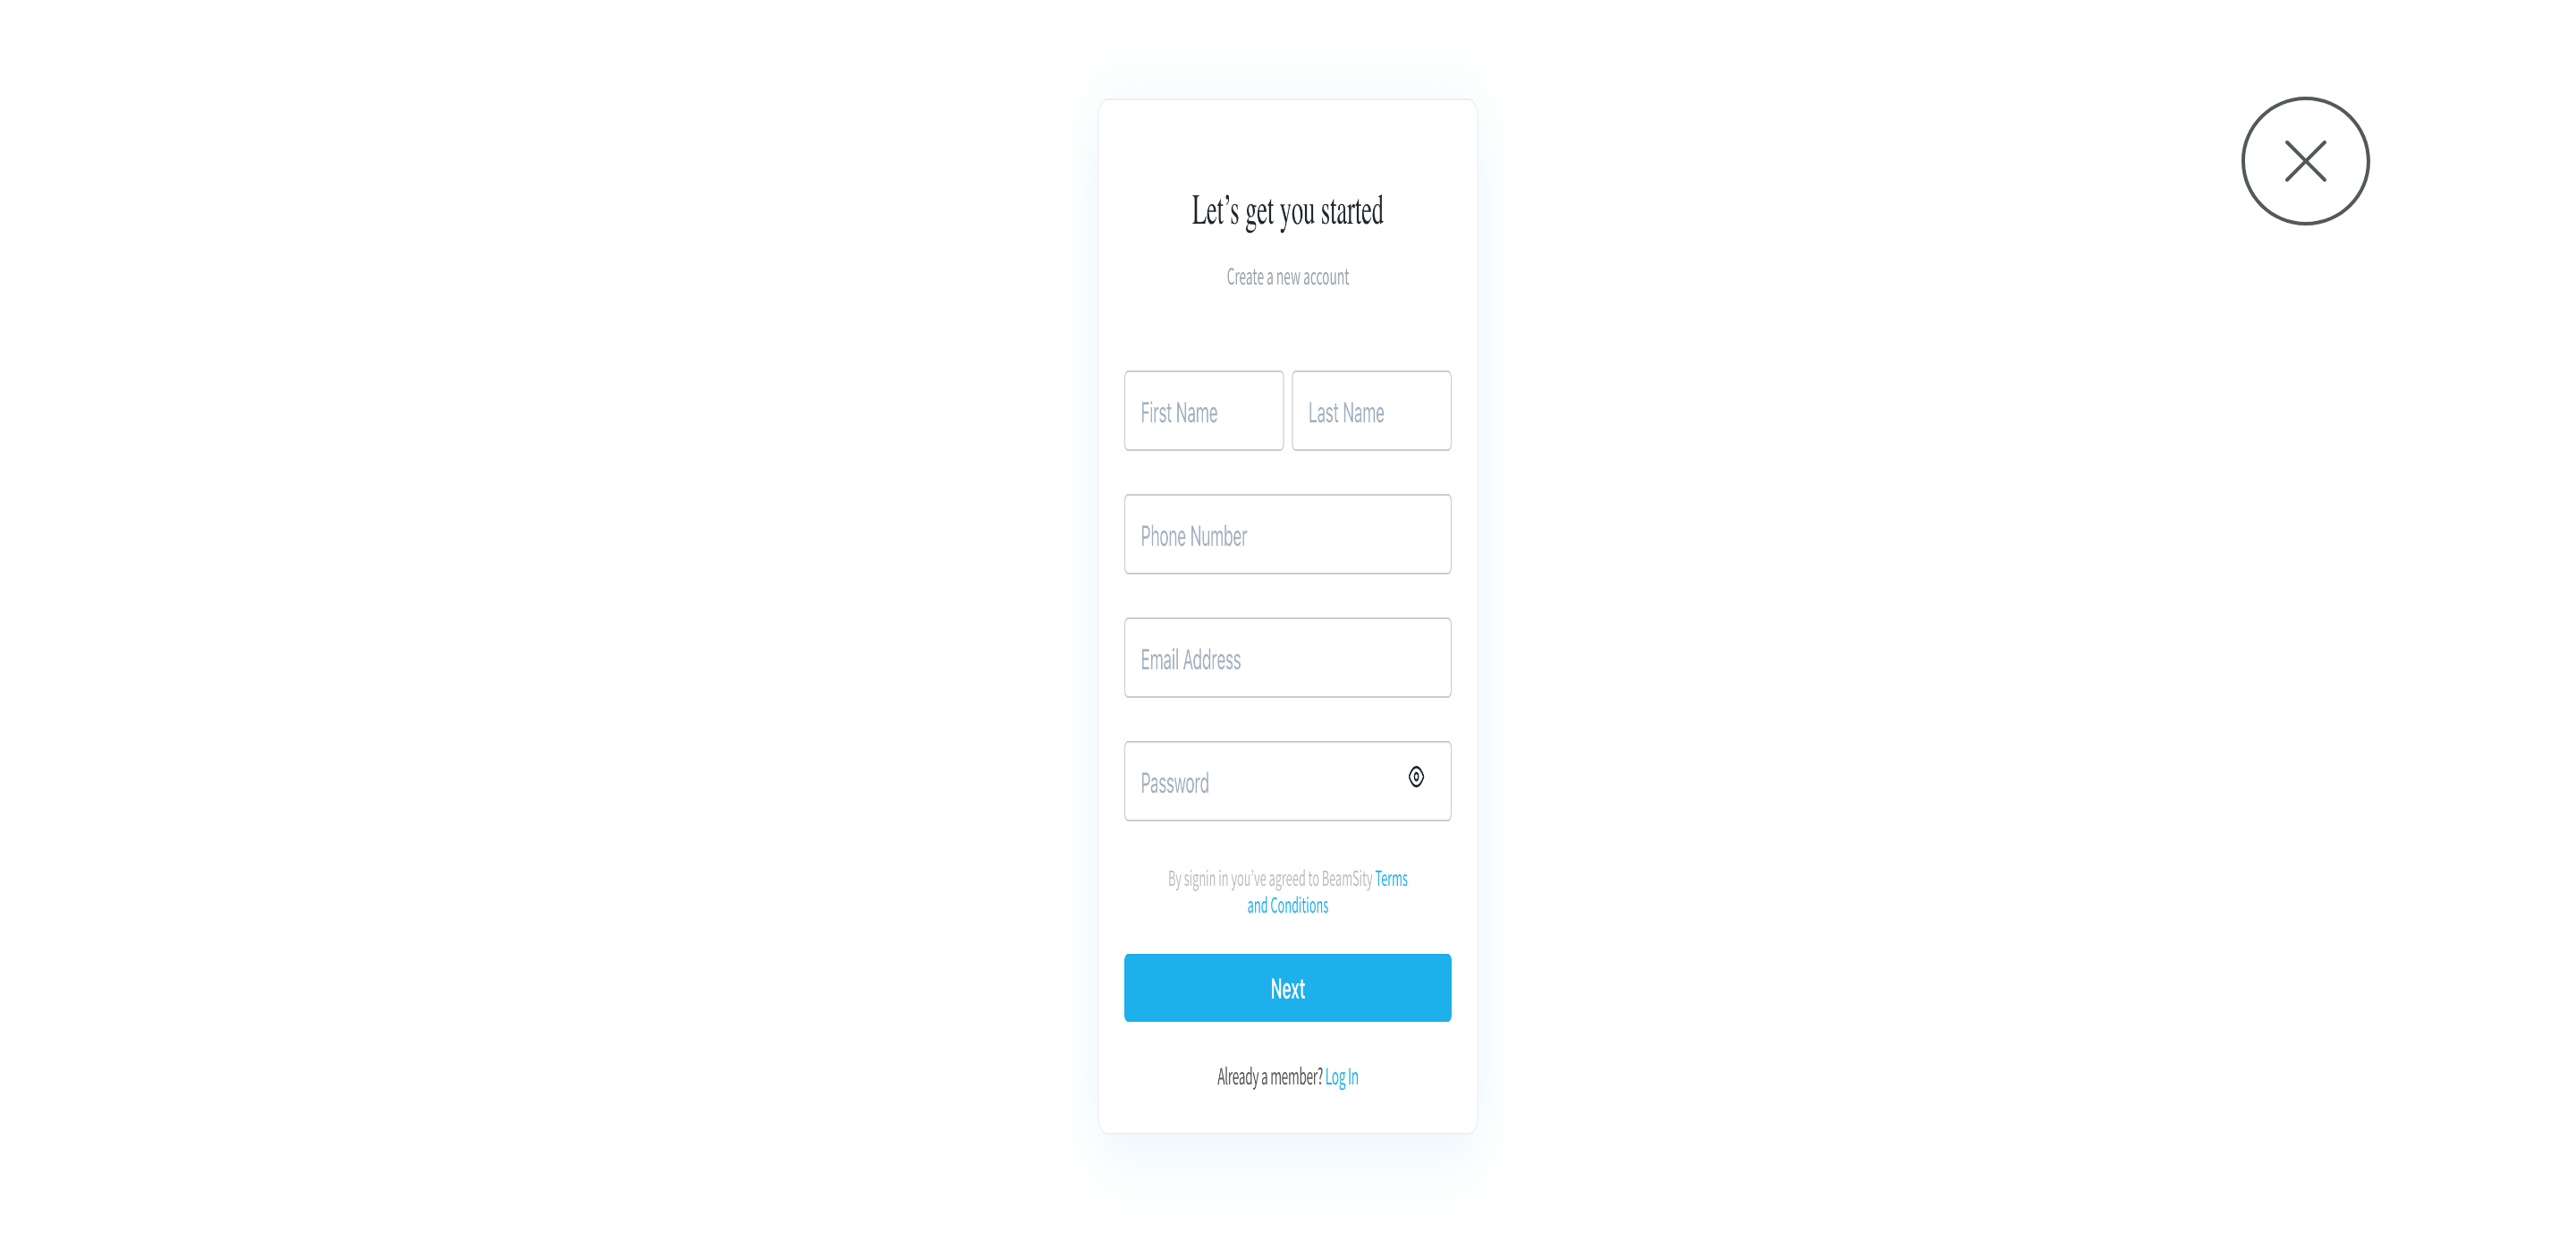 Let’s get you started
Create a new account
First Name
Last Name
Phone Number
Email Address
Password
By signin in you’ve agreed to BeamSity Terms
and Conditions
Next
Already a member? Log In